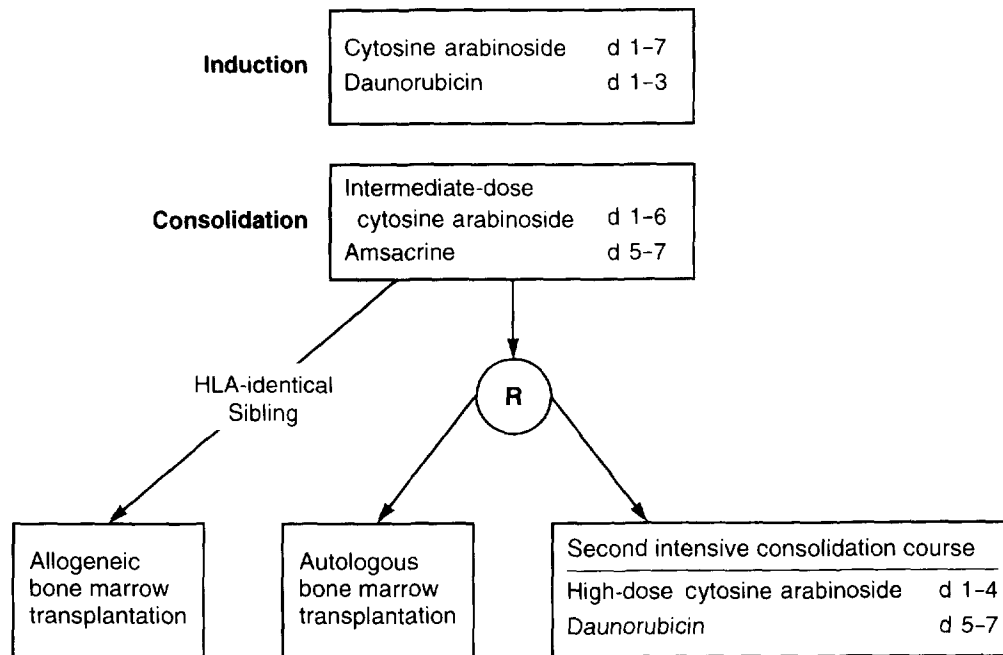 Induction
Cytosine arabinoside d 1–7
Daunorubicin d 1–3
Consolidation
Intermediate-dose
cytosine arabinoside d 1–6
Amsacrine d 5–7
HLA-identical
Sibling
R
Allogeneic
bone marrow
transplantation
Autologous
bone marrow
transplantation
Second intensive consolidation course
High-dose cytosine arabinoside d 1–4
Daunorubicin d 5–7